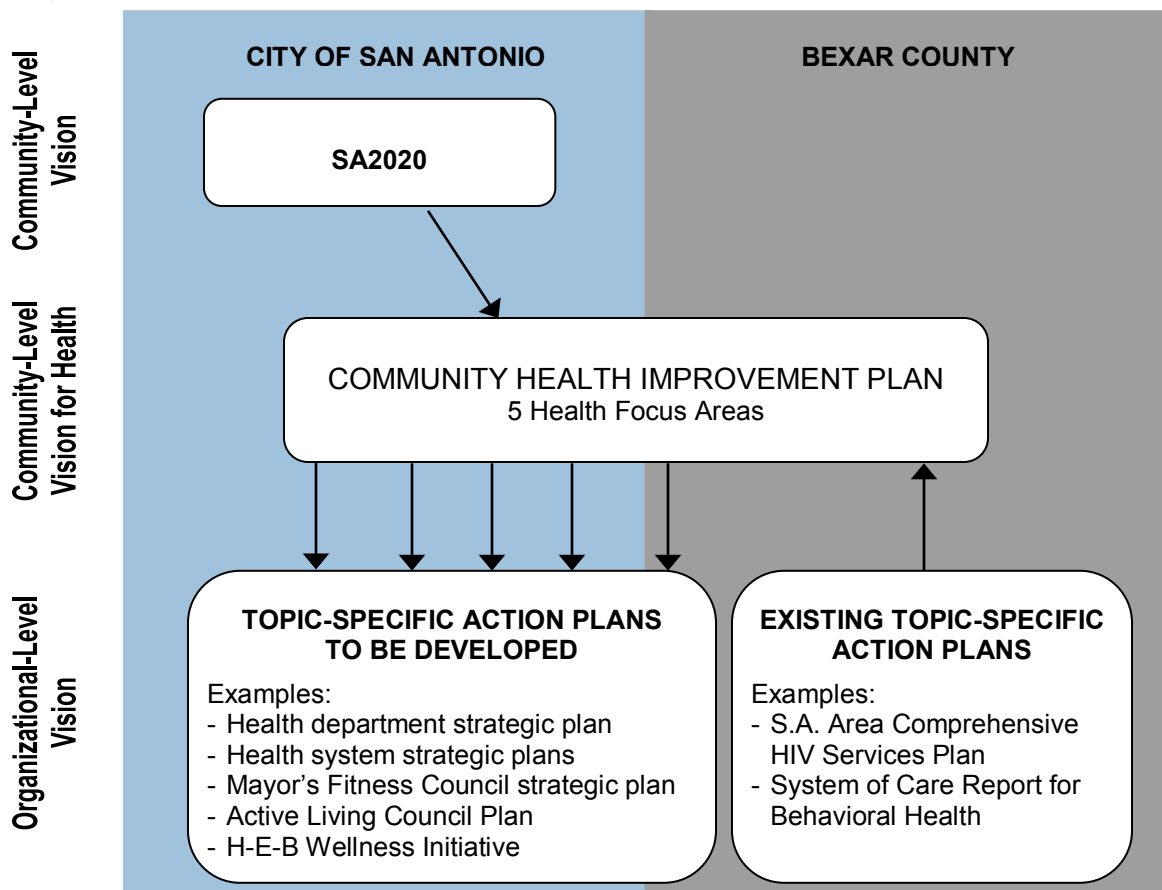 Community-Level
Vision
CITY OF SAN ANTONIO
BEXAR COUNTY
SA2020
Community-Level
Vision for Health
COMMUNITY HEALTH IMPROVEMENT PLAN
5 Health Focus Areas
Organizational-Level
Vision
TOPIC-SPECIFIC ACTION PLANS
TO BE DEVELOPED
Examples:
- Health department strategic plan
- Health system strategic plans
- Mayor’s Fitness Council strategic plan
- Active Living Council Plan
- H-E-B Wellness Initiative
EXISTING TOPIC-SPECIFIC
ACTION PLANS
Examples:
- S.A. Area Comprehensive
HIV Services Plan
- System of Care Report for
Behavioral Health